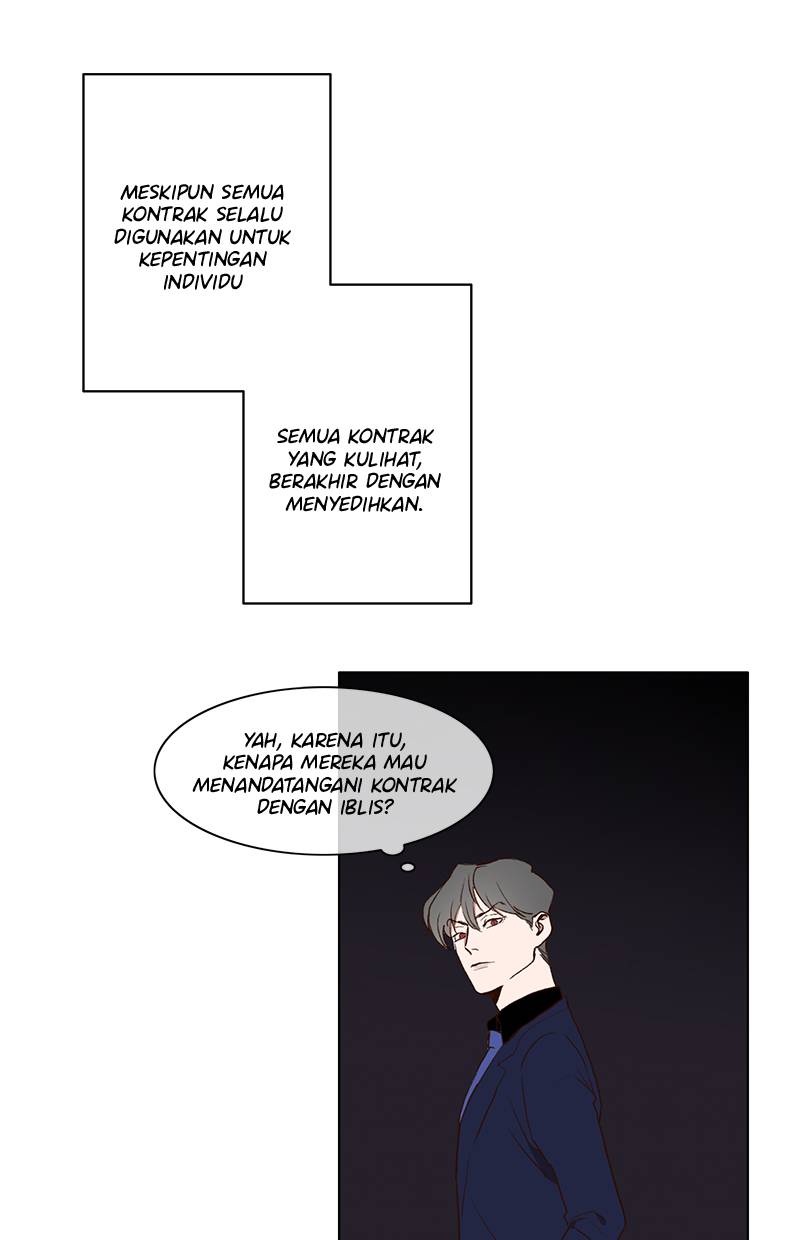 MESKIPUN SEMUA
KONTRAK SELALU
DIGUNAKAN UNTUK
KEPENTINGAN
INDIVIDU
SEMUA KONTRAK
YANG KULIHAT,
BERAKHIR DENGAN
MENYEDIHKAN.
YAH, KARENA ITU,
KENAPA MEREKA MAU
MENANDATANGANI KONTRAK
DENGAN IBLIS?